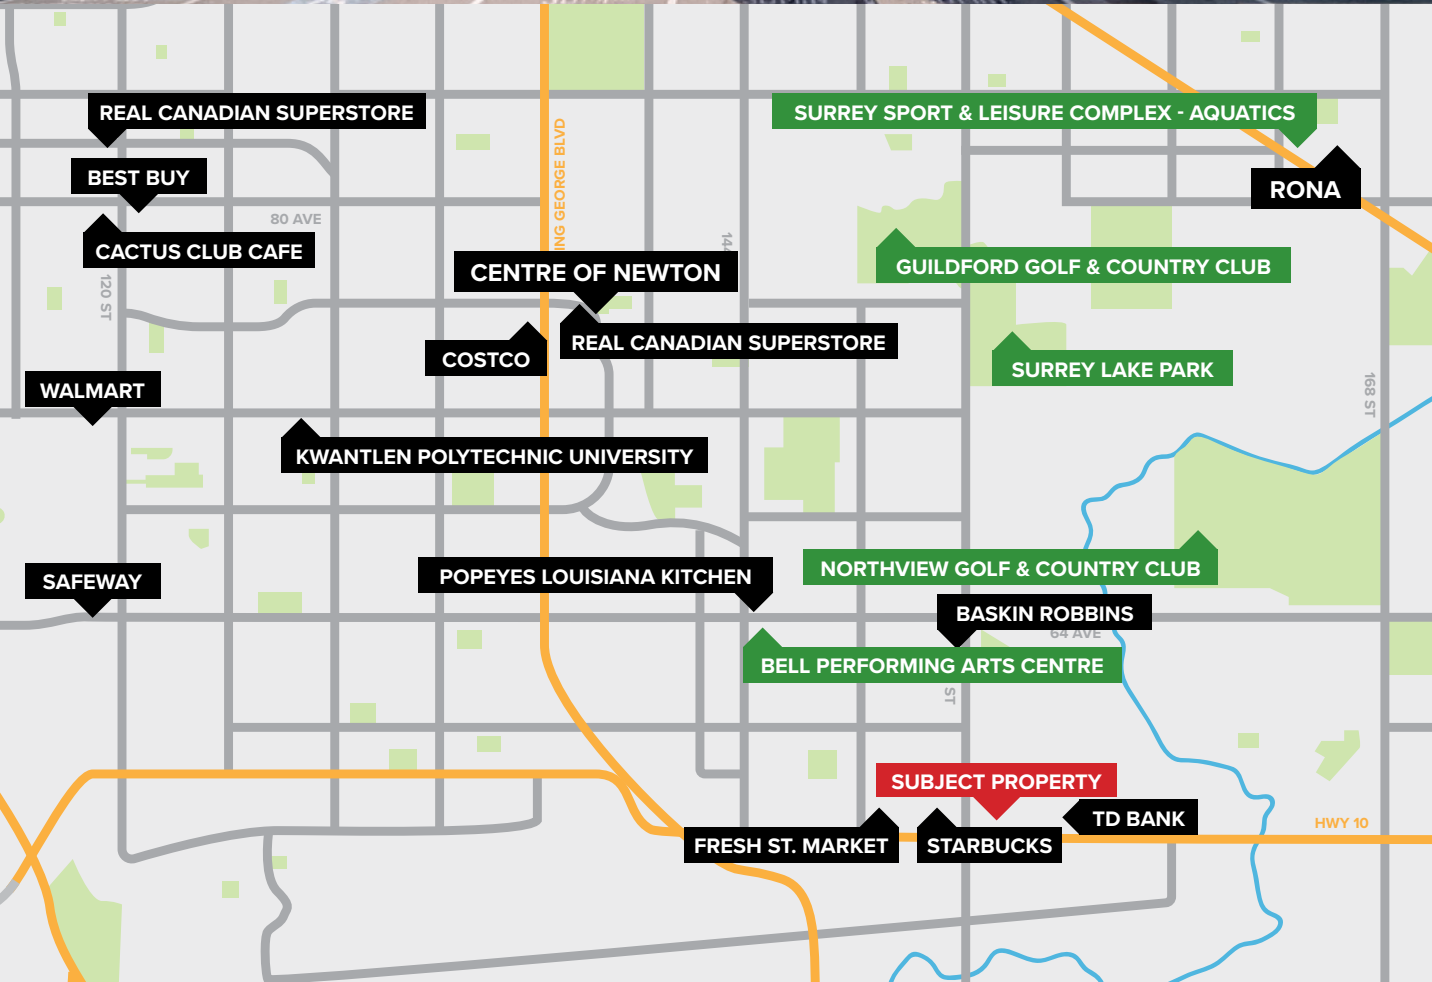 REAL CANADIAN SUPERSTORE
SURREY SPORT & LEISURE COMPLEX - AQUATICS
BEST BUY
RONA
80 AVE
CACTUS CLUB CAFE
GUILDFORD GOLF & COUNTRY CLUB
CENTRE OF NEWTON
120 ST
REAL CANADIAN SUPERSTORE
COSTCO
SURREY LAKE PARK
WALMART
168 ST
KWANTLEN POLYTECHNIC UNIVERSITY
NORTHVIEW GOLF & COUNTRY CLUB
POPEYES LOUISIANA KITCHEN
SAFEWAY
BASKIN ROBBINS
64 AVE
BELL PERFORMING ARTS CENTRE
ST
SUBJECT PROPERTY
TD BANK
HWY 10
FRESH ST. MARKET
STARBUCKS
GEORGE BLVD